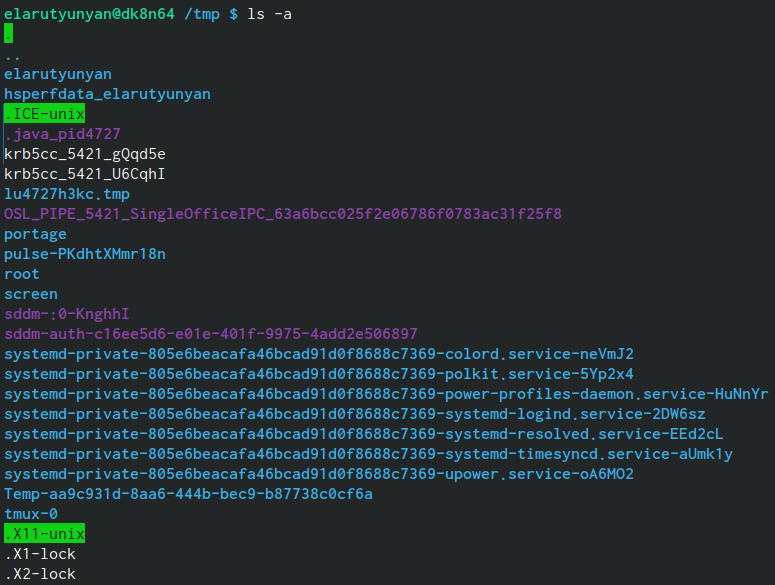 elarutyunyan@dk8n64 /tmp $ ls -a
.
..
elarutyunyan
hsperfdata_elarutyunyan
.ICE-unix
.java_pid4727
krb5cc_5421_gQqd5e
krb5cc_5421_U6CqhI
lu4727h3kc.tmp
OSL_PIPE_5421_SingleOfficeIPC_63a6bcc025f2e06786f0783ac31f25f8
portage
pulse-PKdhtXMmr18n
root
screen
sddm-:0-KnghhI
sddm-auth-c16ee5d6-e01e-401f-9975-4add2e506897
systemd-private-805e6beacafa46bcad91d0f8688c7369-colord.service-neVmJ2
systemd-private-805e6beacafa46bcad91d0f8688c7369-polkit.service-5Yp2x4
systemd-private-805e6beacafa46bcad91d0f8688c7369-power-profiles-daemon.service-HuNnYr
systemd-private-805e6beacafa46bcad91d0f8688c7369-systemd-logind.service-2DW6sz
systemd-private-805e6beacafa46bcad91d0f8688c7369-systemd-resolved.service-EEd2cL
systemd-private-805e6beacafa46bcad91d0f8688c7369-systemd-timesyncd.service-aUmk1y
systemd-private-805e6beacafa46bcad91d0f8688c7369-upower.service-oA6MO2
Temp-aa9c931d-8aa6-444b-bec9-b87738c0cf6a
tmux-0
.X11-unix
.X1-lock
.X2-lock